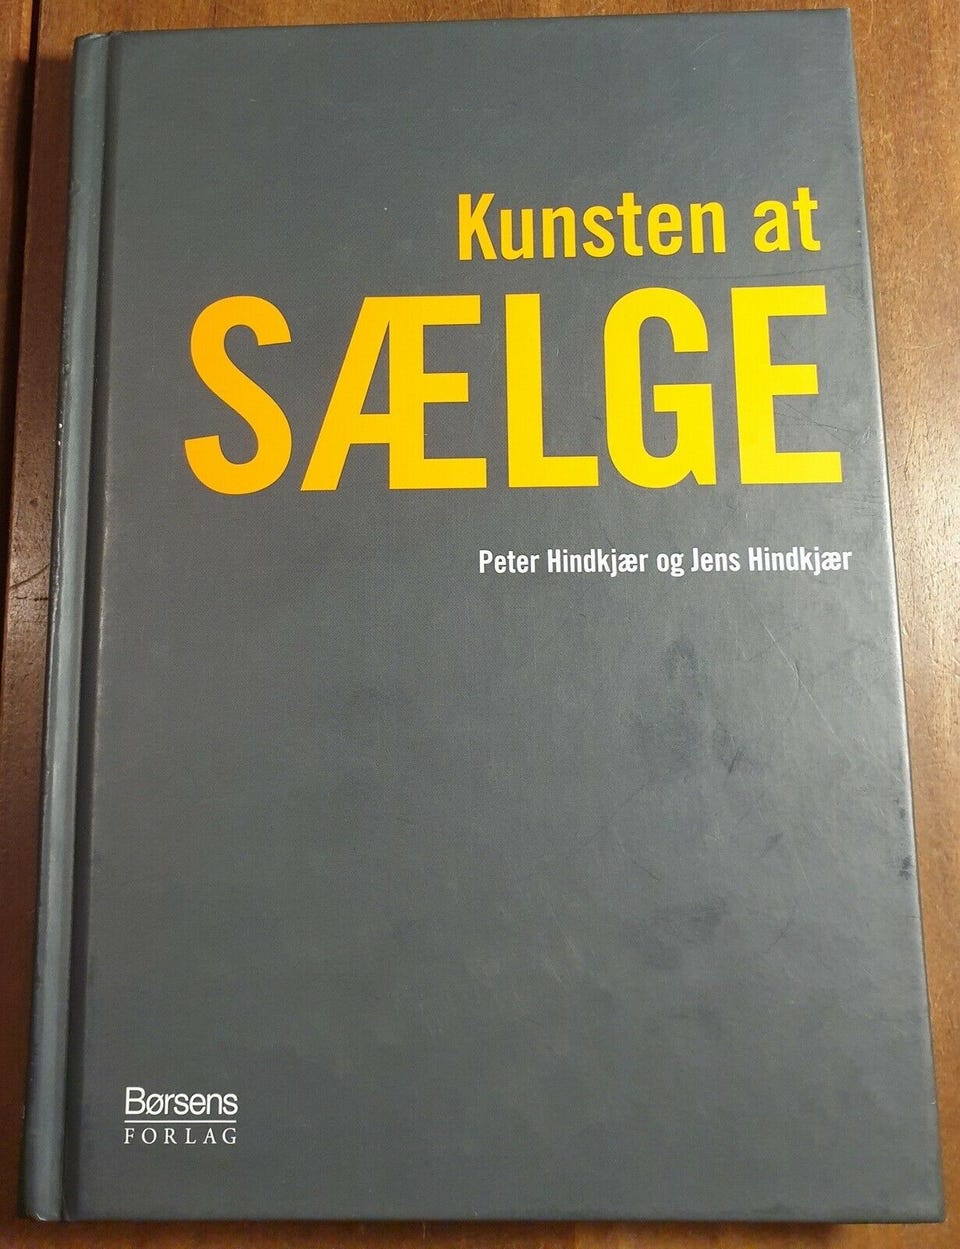 Kunsten at
SÆLGE
Peter Hindkjær og Jens Hindkjær
Børsens
FORLAG